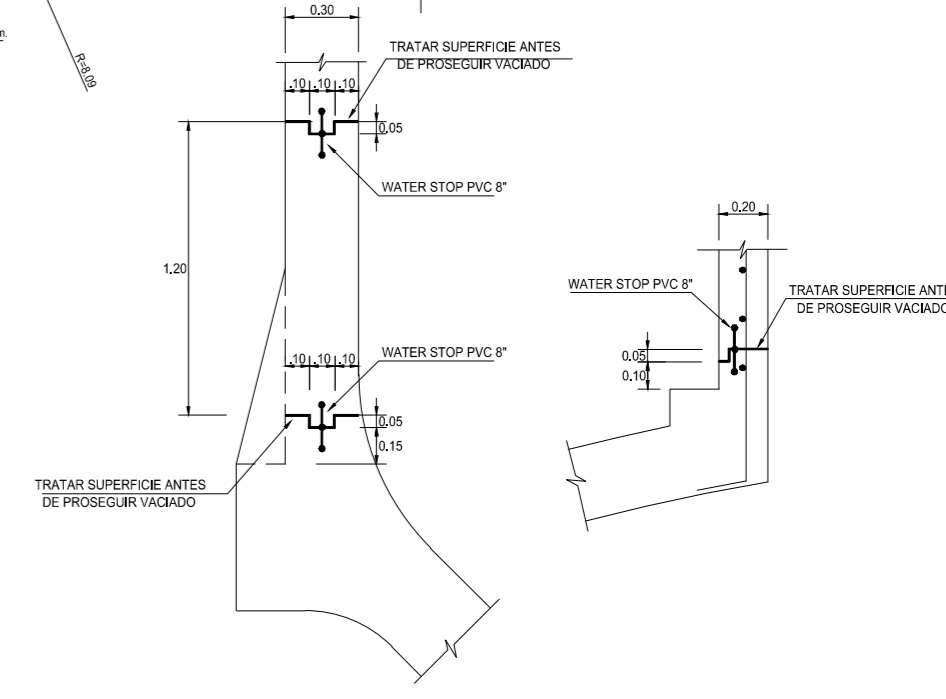 m.
R=8.09
0.30
TRATAR SUPERFICIE ANTES
DE PROSEGUIR VACIADO
.10 .10 .10
0.05
WATER STOP PVC 8"
1.20
0.20
WATER STOP PVC 8"
TRATAR SUPERFICIE ANTE
DE PROSEGUIR VACIADO
0.05
0.10
.10 .10 .10
WATER STOP PVC 8"
0.05
0.15
TRATAR SUPERFICIE ANTES
DE PROSEGUIR VACIADO